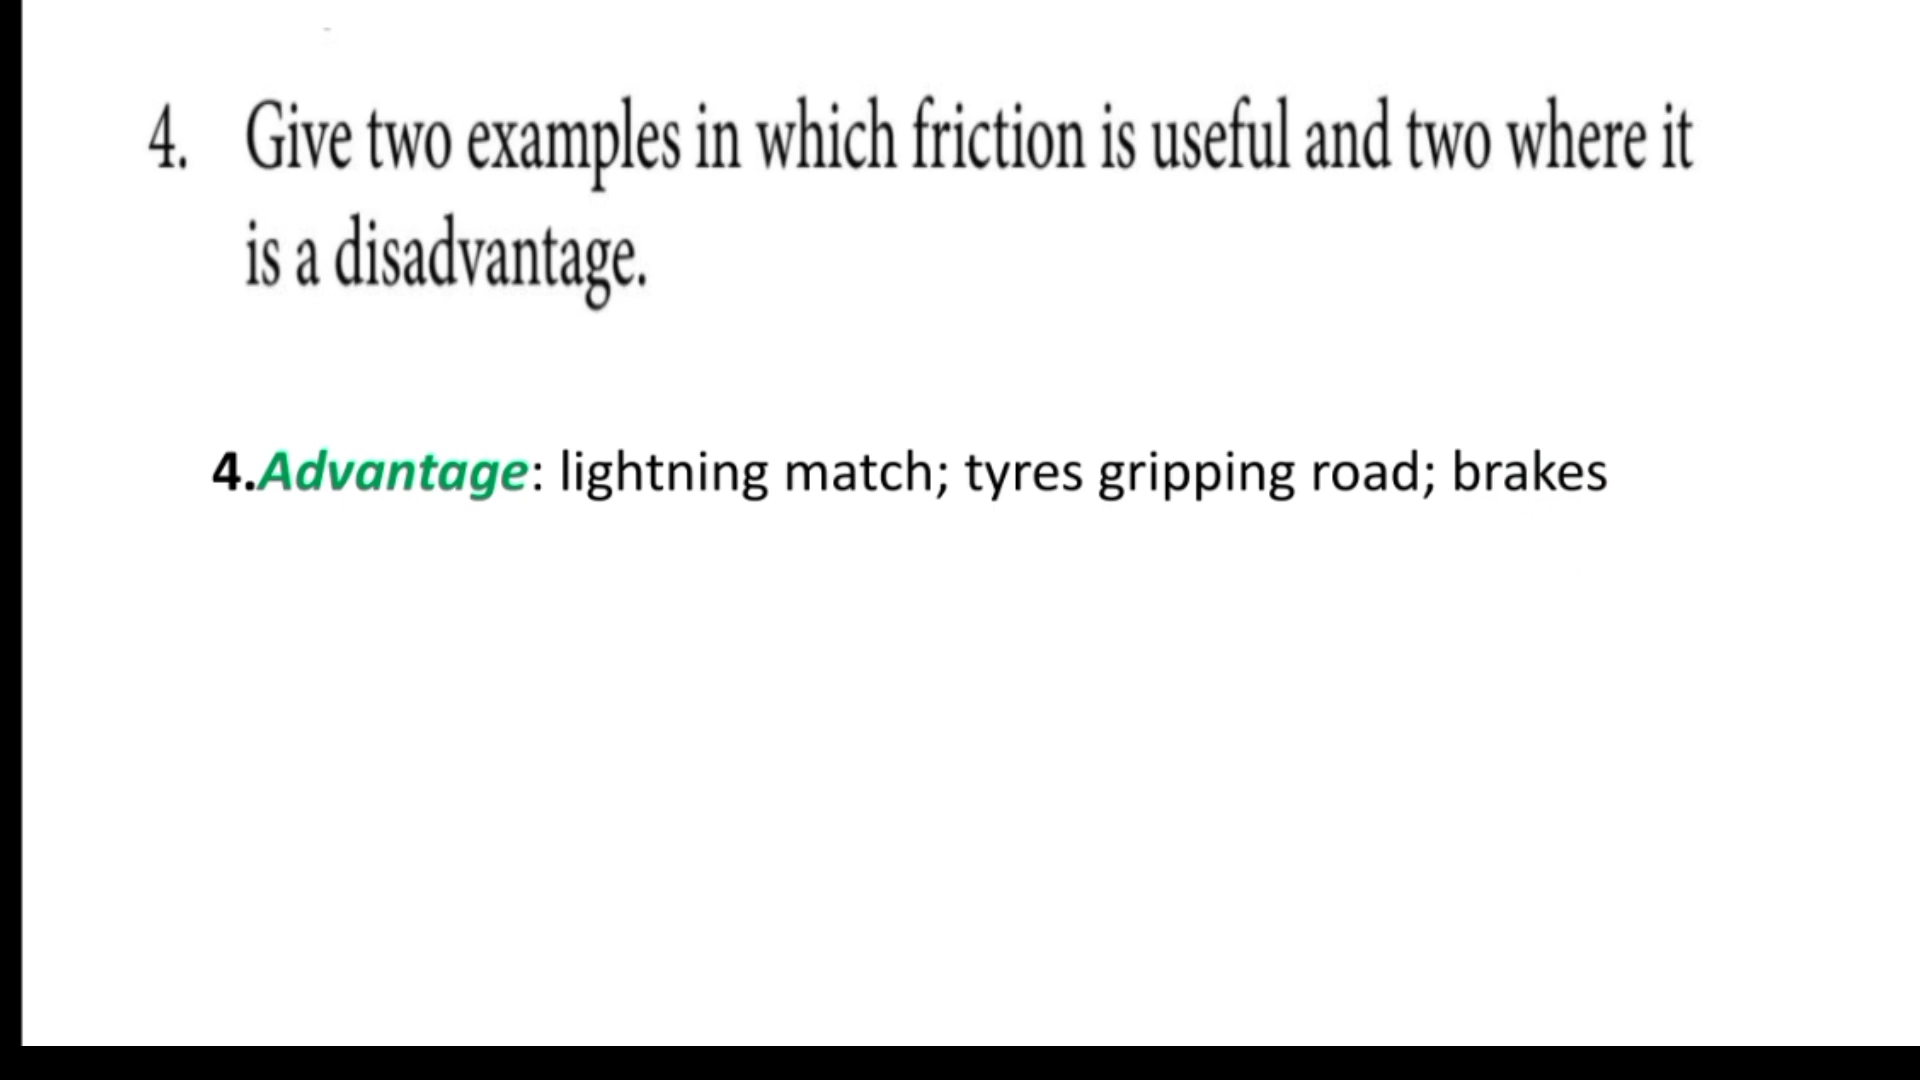 4. Give two examples in which friction is useful and two where it
is a disadvantage.
4.Advantage: lightning match; tyres gripping road; brakes